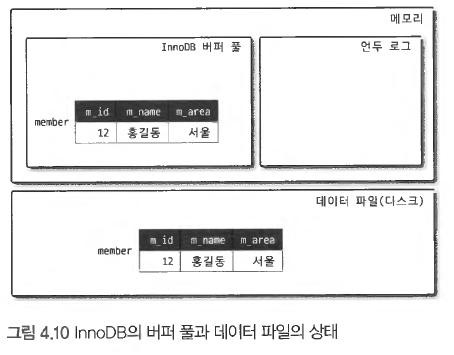 메모리
InnoDB 버퍼 풀
언두 로그
m_id m_name m_area
member
12 홍길동 서울
데이터 파일(디스크)
m_id m_name m_area
member
12 홍길동 서울
그림 4.10 InnoDB의 버퍼 풀과 데이터 파일의 상태